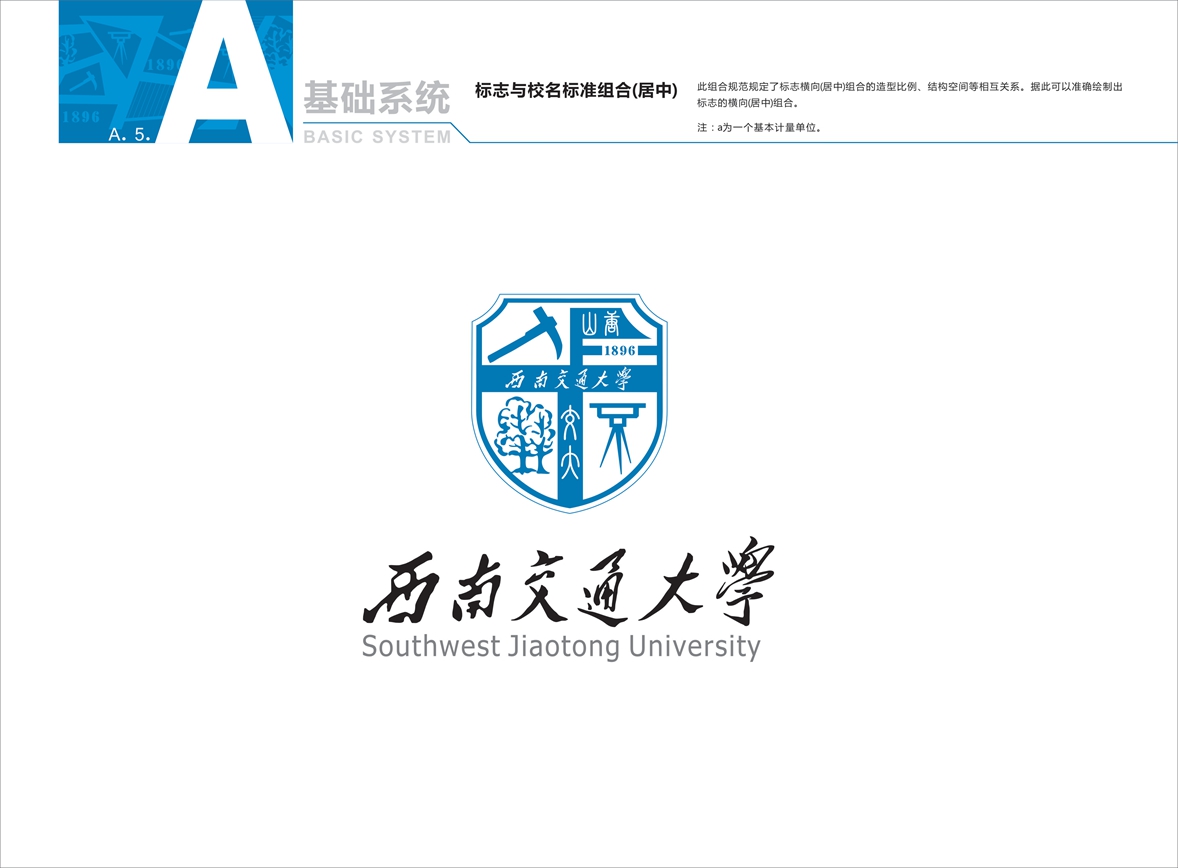 1896
1896
A. 5.
A
基础系统
BASIC SYSTEM
标志与校名标准组合(居中)
此组合规范规定了标志横向(居中)组合的造型比例、结构空间等相互关系。据此可以准确绘制出
标志的横向(居中)组合。
注：a为一个基本计量单位。
山唐
1896
西南交通大學
交大
西南交通大學
Southwest Jiaotong University